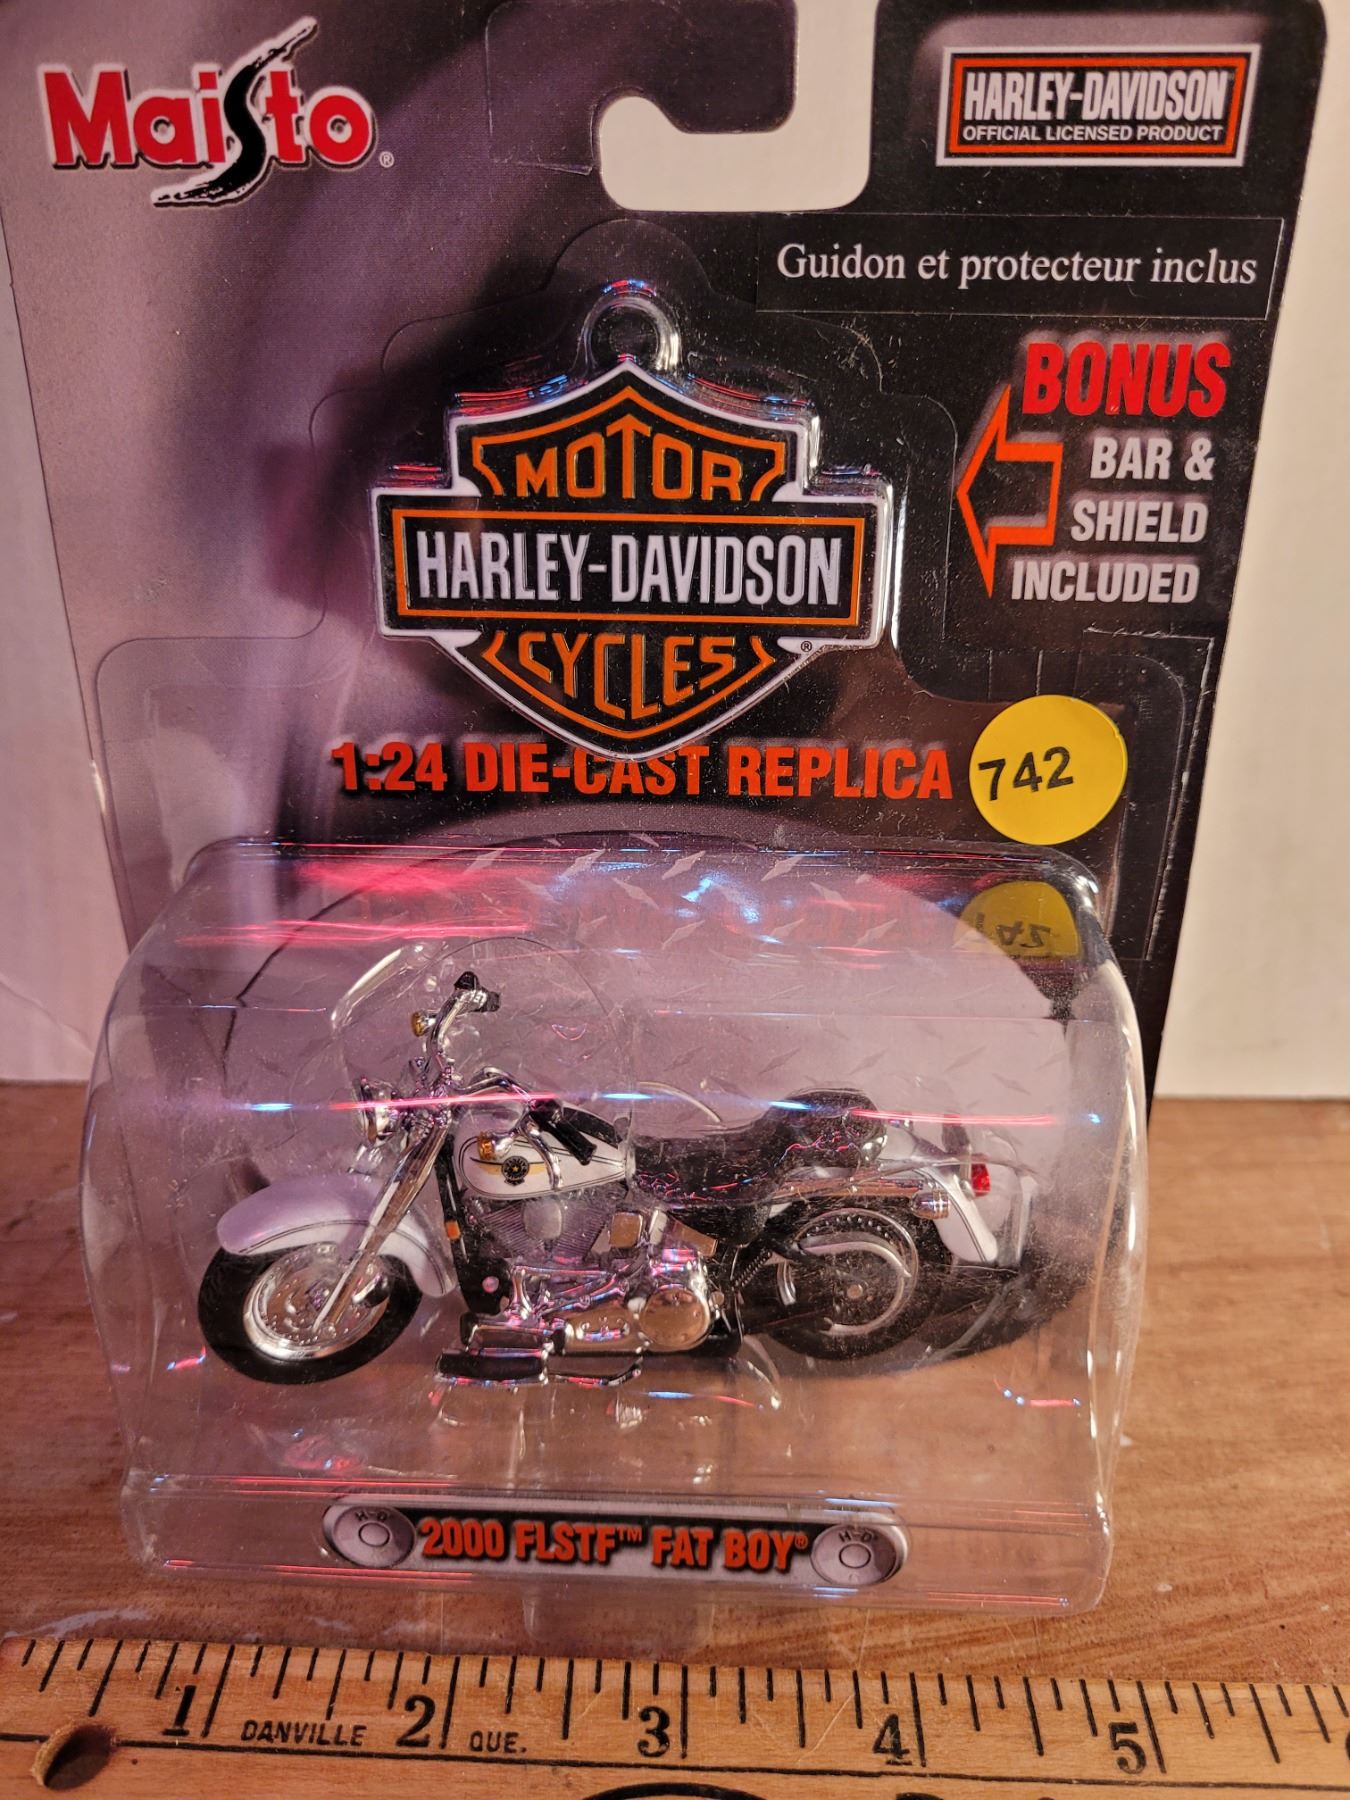 Maisto®
HARLEY-DAVIDSON
OFFICIAL LICENSED PRODUCT
Guidon et protecteur inclus
BONUS
BAR &
SHIELD
INCLUDED
MOTOR
HARLEY-DAVIDSON
CYCLES®
1:24 DIE-CAST REPLICA
742
H-D
2000 FLSTF™ FAT BOY®
H-D
1 2 3 4 5
DANVILLE QUE.